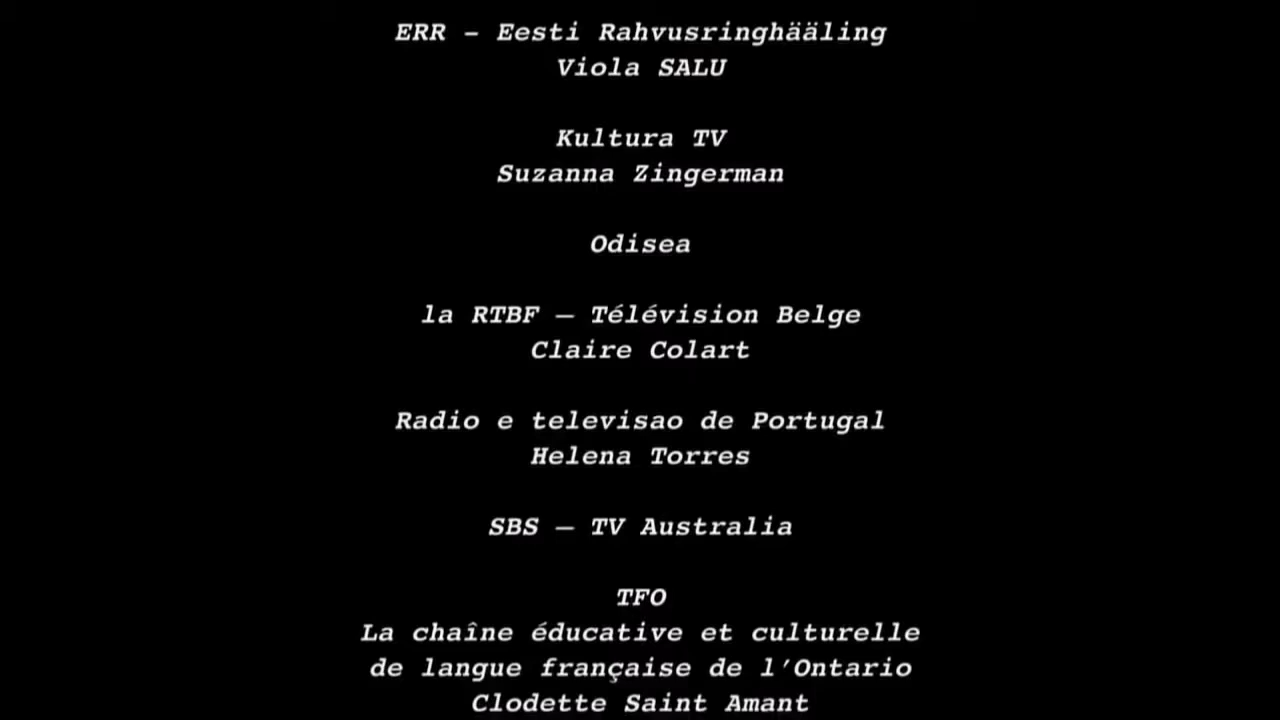 ERR – Eesti Rahvusringhääling
Viola SALU
Kultura TV
Suzanna Zingerman
Odisea
la RTBF – Télévision Belge
Claire Colart
Radio e televisao de Portugal
Helena Torres
SBS – TV Australia
TFO
La chaîne éducative et culturelle
de langue française de l’Ontario
Clodette Saint Amant